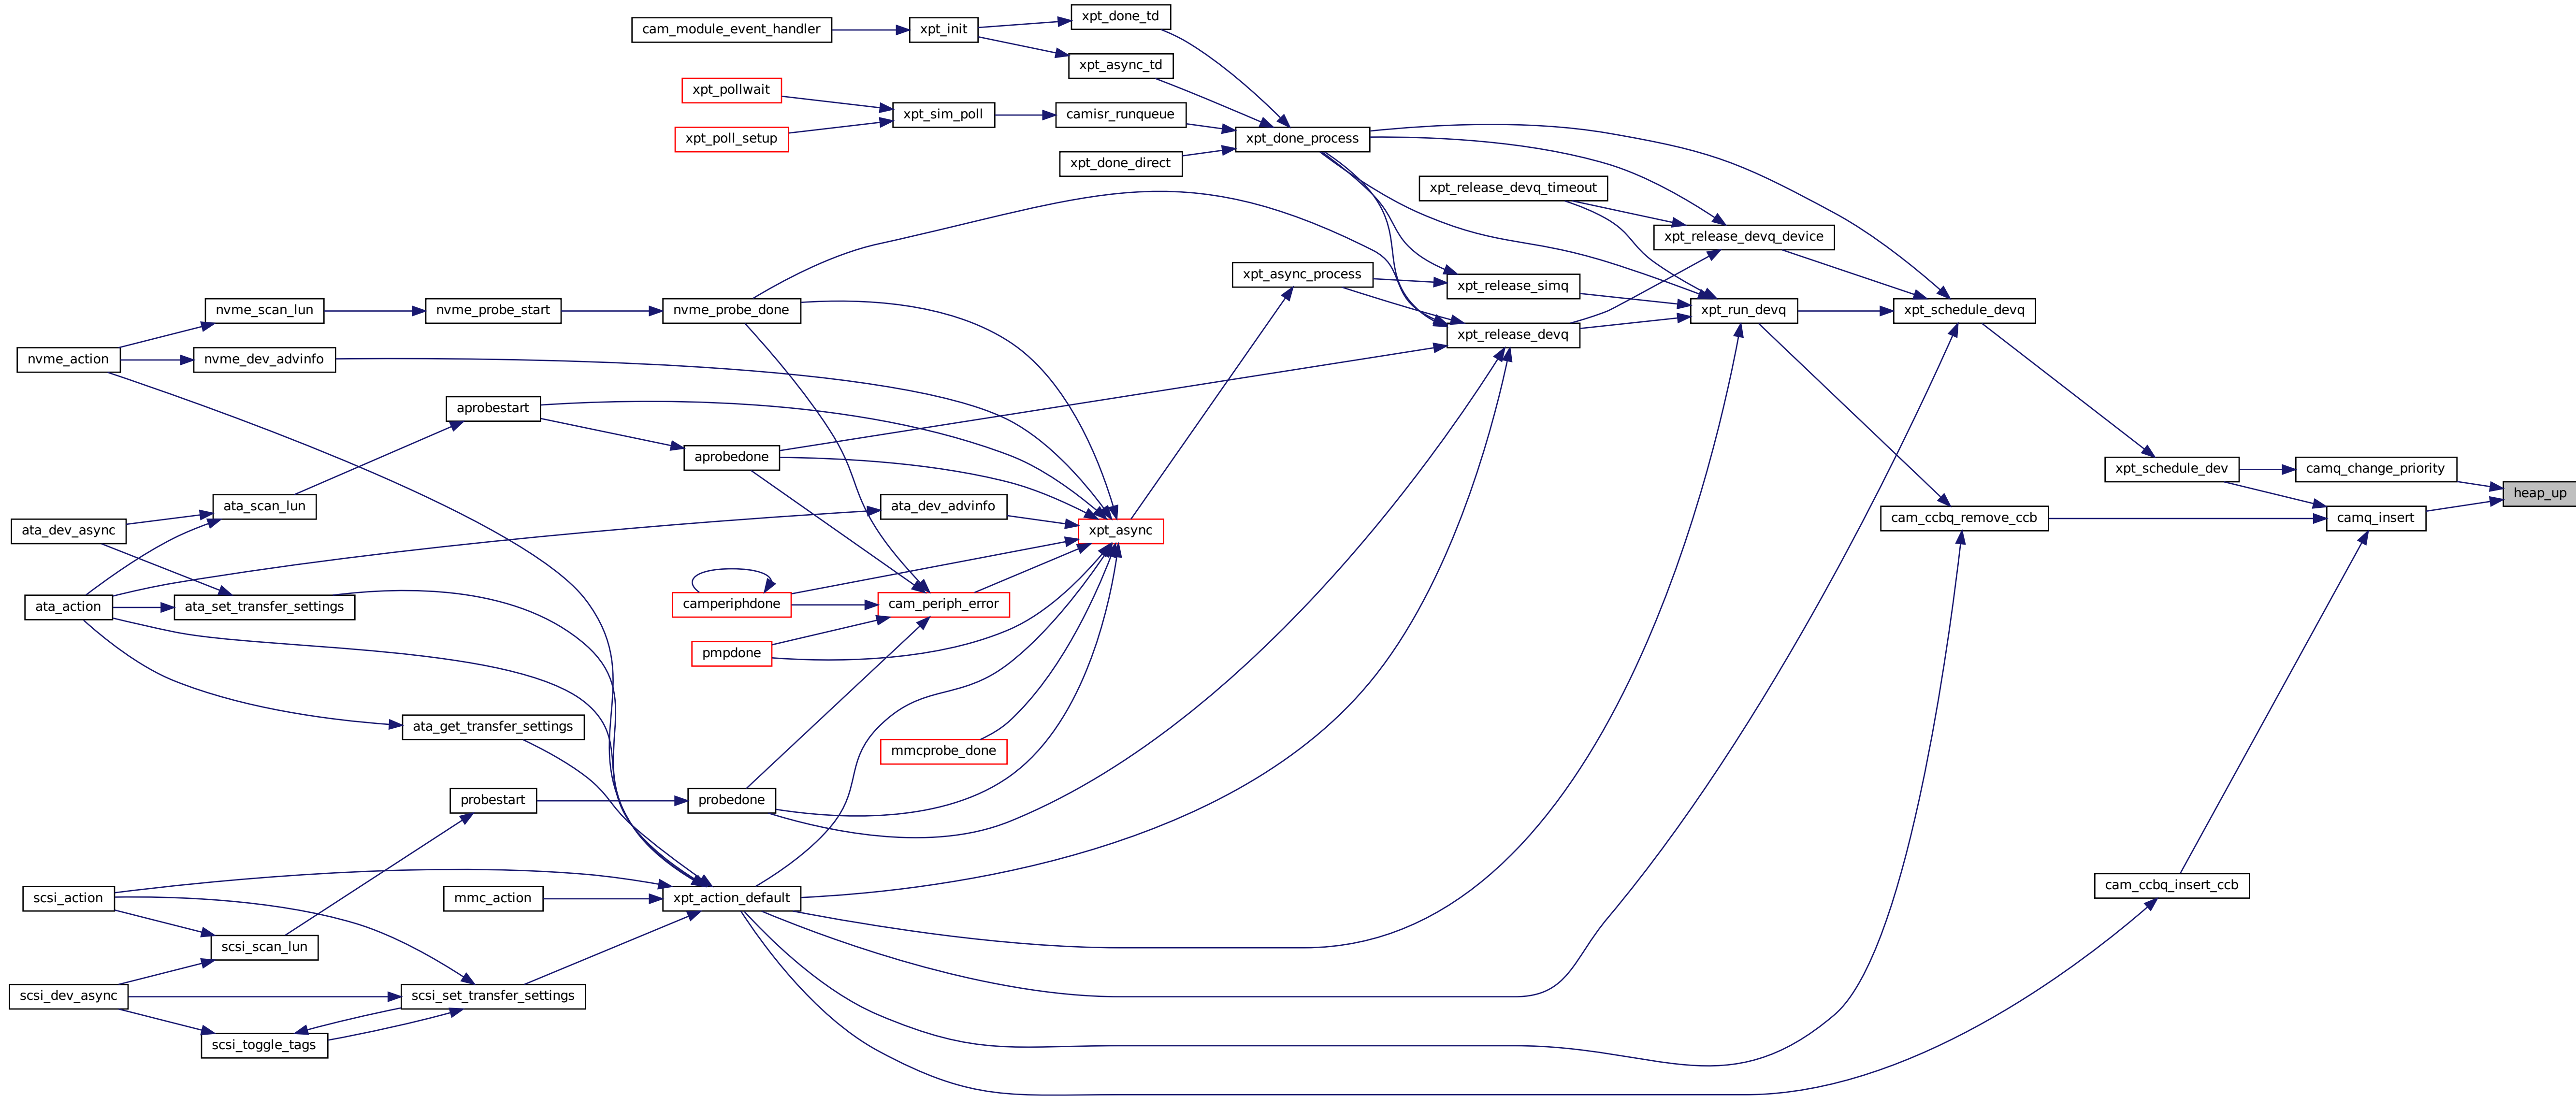 xpt_done_td
cam_module_event_handler
xpt_init
xpt_async_td
xpt_pollwait
xpt_sim_poll
camisr_runqueue
xpt_poll_setup
xpt_done_process
xpt_done_direct
xpt_release_devq_timeout
xpt_release_devq_device
xpt_async_process
xpt_release_simq
nvme_scan_lun
nvme_probe_start
nvme_probe_done
xpt_run_devq
xpt_schedule_devq
xpt_release_devq
nvme_action
nvme_dev_advinfo
aprobestart
aprobedone
xpt_schedule_dev
camq_change_priority
heap_up
ata_scan_lun
ata_dev_advinfo
cam_ccbq_remove_ccb
camq_insert
ata_dev_async
xpt_async
ata_action
ata_set_transfer_settings
camperiphdone
cam_periph_error
pmpdone
ata_get_transfer_settings
mmcprobe_done
probestart
probedone
cam_ccbq_insert_ccb
scsi_action
mmc_action
xpt_action_default
scsi_scan_lun
scsi_dev_async
scsi_set_transfer_settings
scsi_toggle_tags